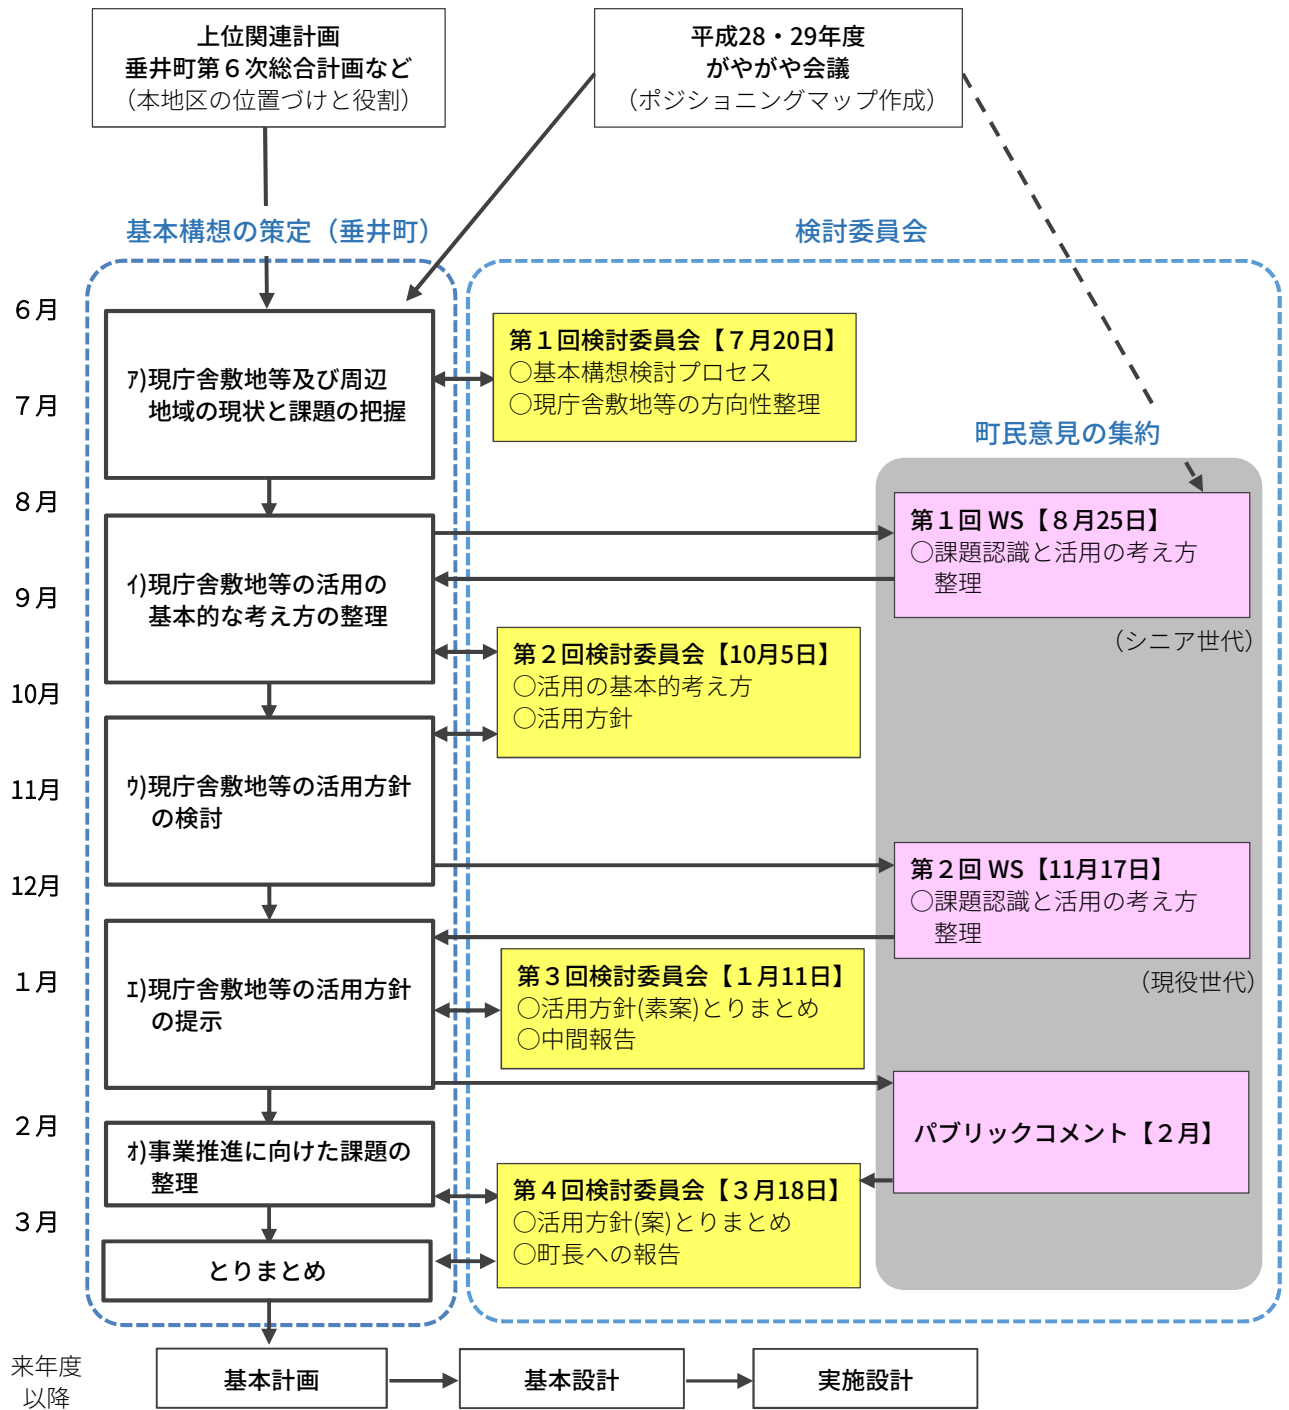 上位関連計画
垂井町第６次総合計画など
（本地区の位置づけと役割）
平成28・29年度
がやがや会議
（ポジショニングマップ作成）
基本構想の策定（垂井町）
検討委員会
６月
７月
８月
９月
10月
11月
12月
１月
２月
３月
来年度
以降
ｱ)現庁舎敷地等及び周辺
地域の現状と課題の把握
第１回検討委員会【７月20日】
○基本構想検討プロセス
○現庁舎敷地等の方向性整理
町民意見の集約
第１回 WS【８月25日】
○課題認識と活用の考え方
整理
（シニア世代）
ｲ)現庁舎敷地等の活用の
基本的な考え方の整理
第２回検討委員会【10月5日】
○活用の基本的考え方
○活用方針
ｳ)現庁舎敷地等の活用方針
の検討
第２回 WS【11月17日】
○課題認識と活用の考え方
整理
（現役世代）
ｴ)現庁舎敷地等の活用方針
の提示
第３回検討委員会【１月11日】
○活用方針(素案)とりまとめ
○中間報告
パブリックコメント【２月】
ｵ)事業推進に向けた課題の
整理
第４回検討委員会【３月18日】
○活用方針(案)とりまとめ
○町長への報告
とりまとめ
基本計画
基本設計
実施設計